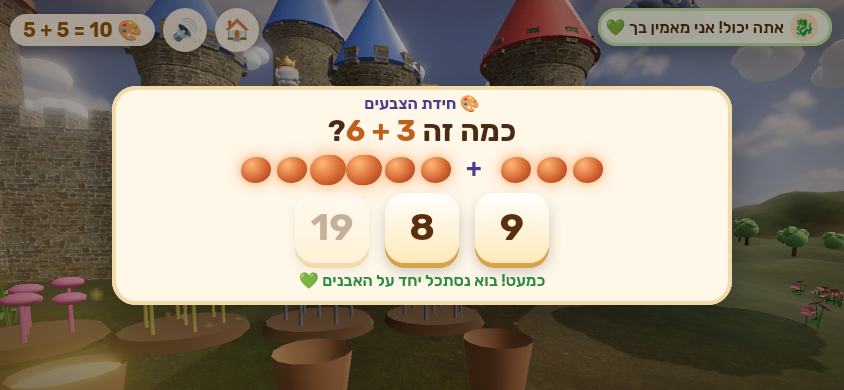 🐉 אתה יכול! אני מאמין בך 💚
5 + 5 = 10 🎨
🎨 חידת הצבעים
כמה זה 3 + 6?
+
9
8
19
כמעט! בוא נסתכל יחד על האבנים 💚